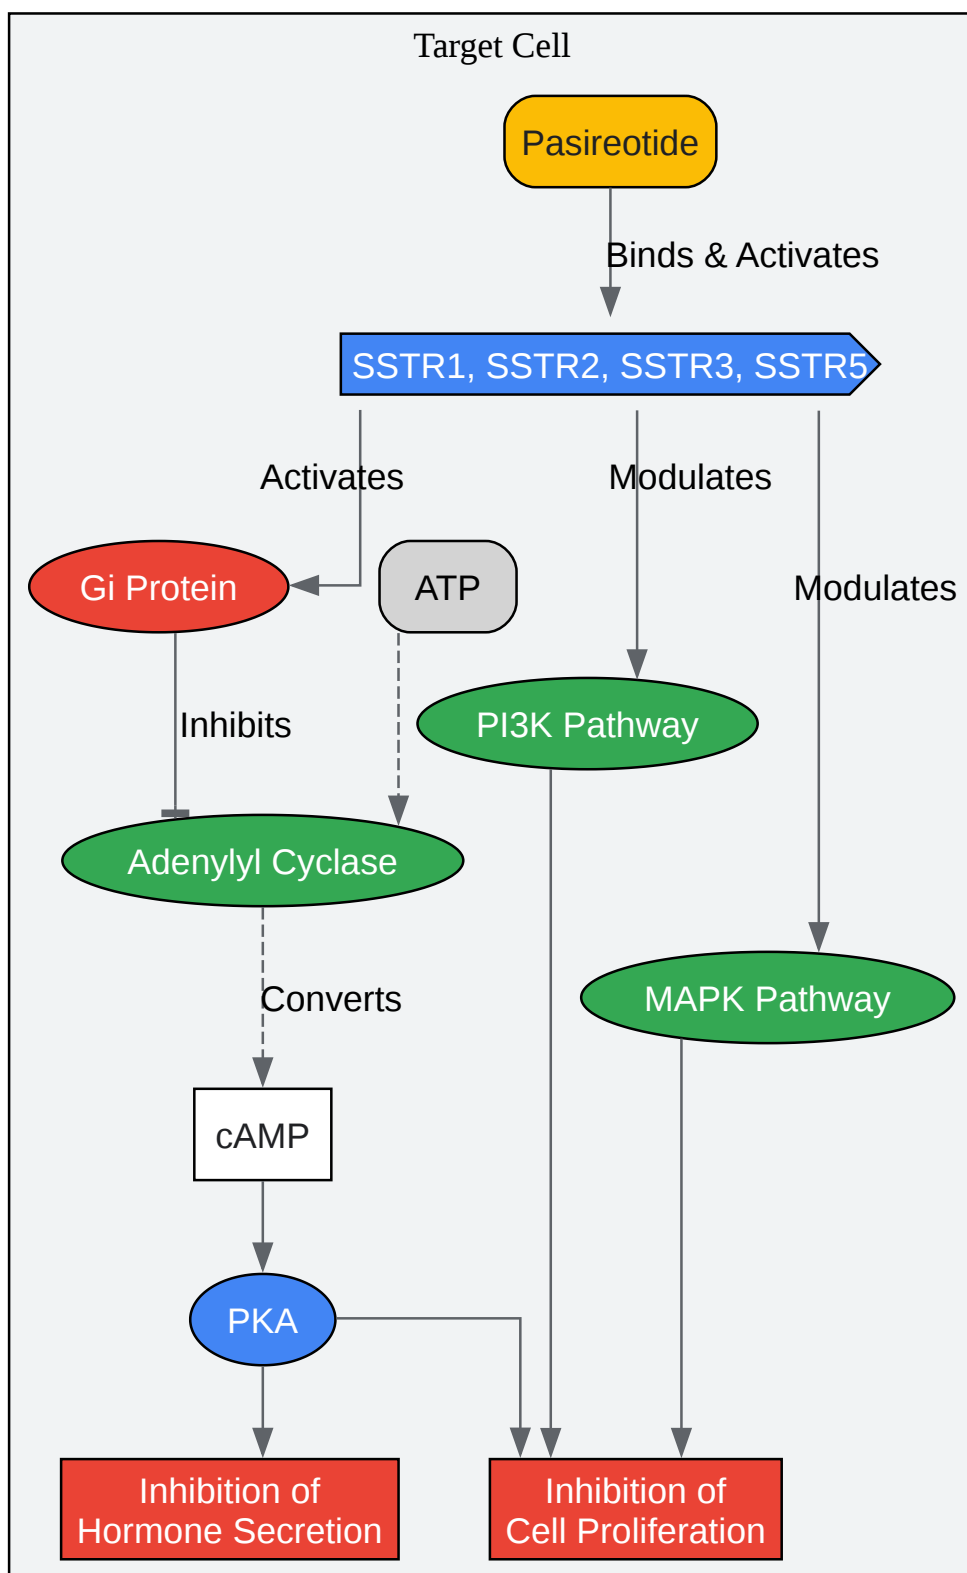 Target Cell
Pasireotide
Binds & Activates
SSTR1, SSTR2, SSTR3, SSTR5
Activates
Modulates
Gi Protein
ATP
Modulates
Inhibits
PI3K Pathway
Adenylyl Cyclase
Converts
MAPK Pathway
cAMP
PKA
Inhibition of
Hormone Secretion
Inhibition of
Cell Proliferation